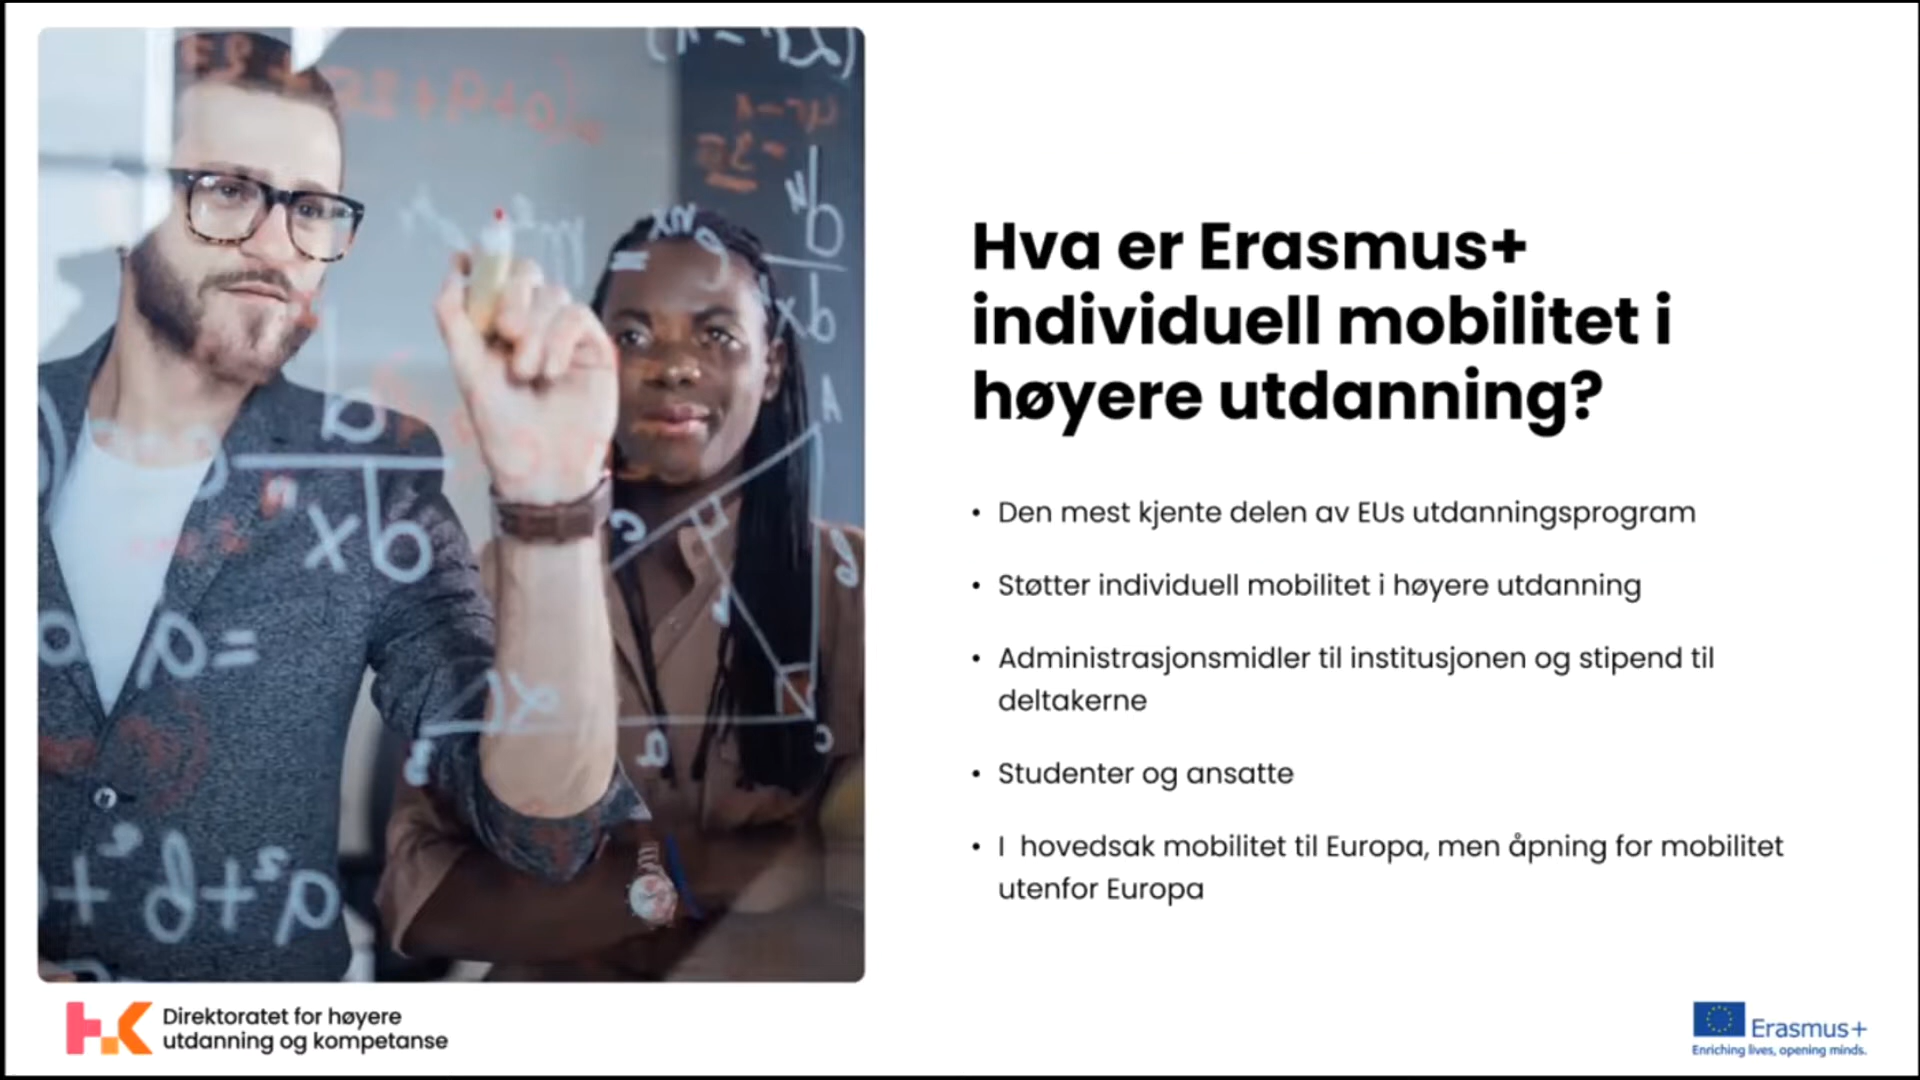 Hva er Erasmus+
individuell mobilitet i
høyere utdanning?
• Den mest kjente delen av EUs utdanningsprogram
• Støtter individuell mobilitet i høyere utdanning
• Administrasjonsmidler til institusjonen og stipend til
deltakerne
• Studenter og ansatte
• I  hovedsak mobilitet til Europa, men åpning for mobilitet
utenfor Europa
Direktoratet for høyere
utdanning og kompetanse
Erasmus+
Enriching lives, opening minds.